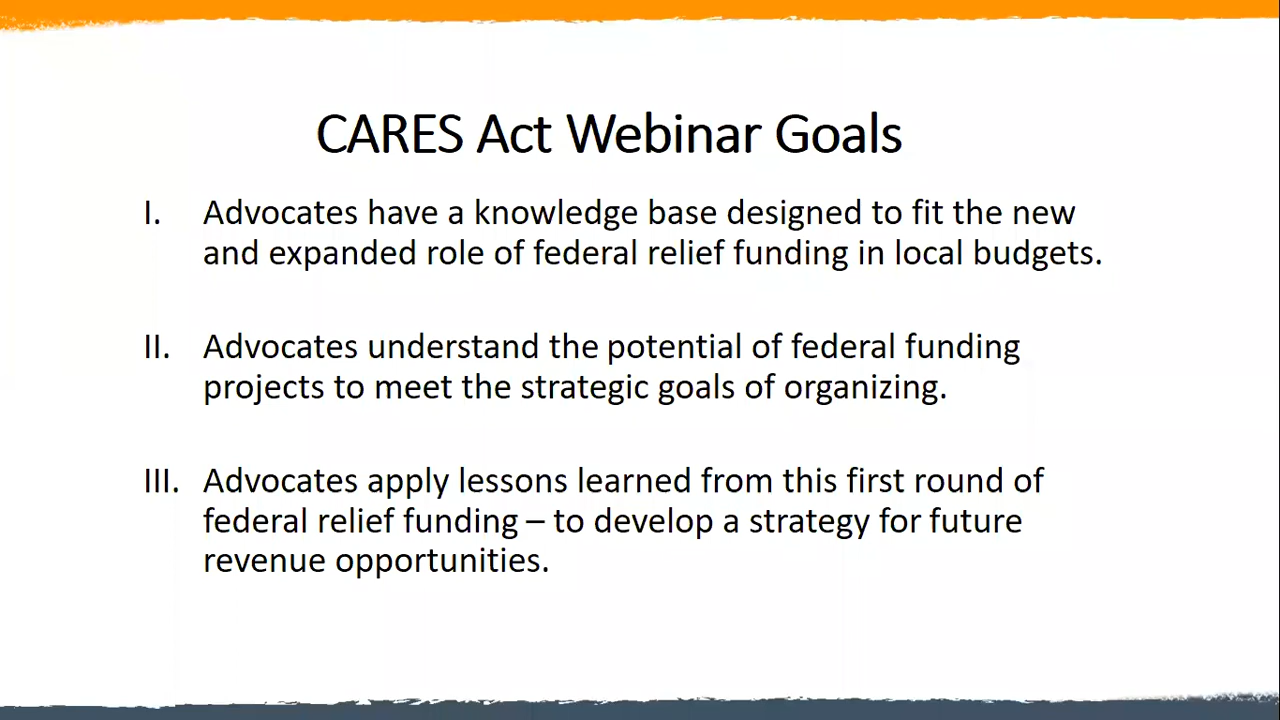 CARES Act Webinar Goals
I. Advocates have a knowledge base designed to fit the new
and expanded role of federal relief funding in local budgets.
II. Advocates understand the potential of federal funding
projects to meet the strategic goals of organizing.
III. Advocates apply lessons learned from this first round of
federal relief funding – to develop a strategy for future
revenue opportunities.